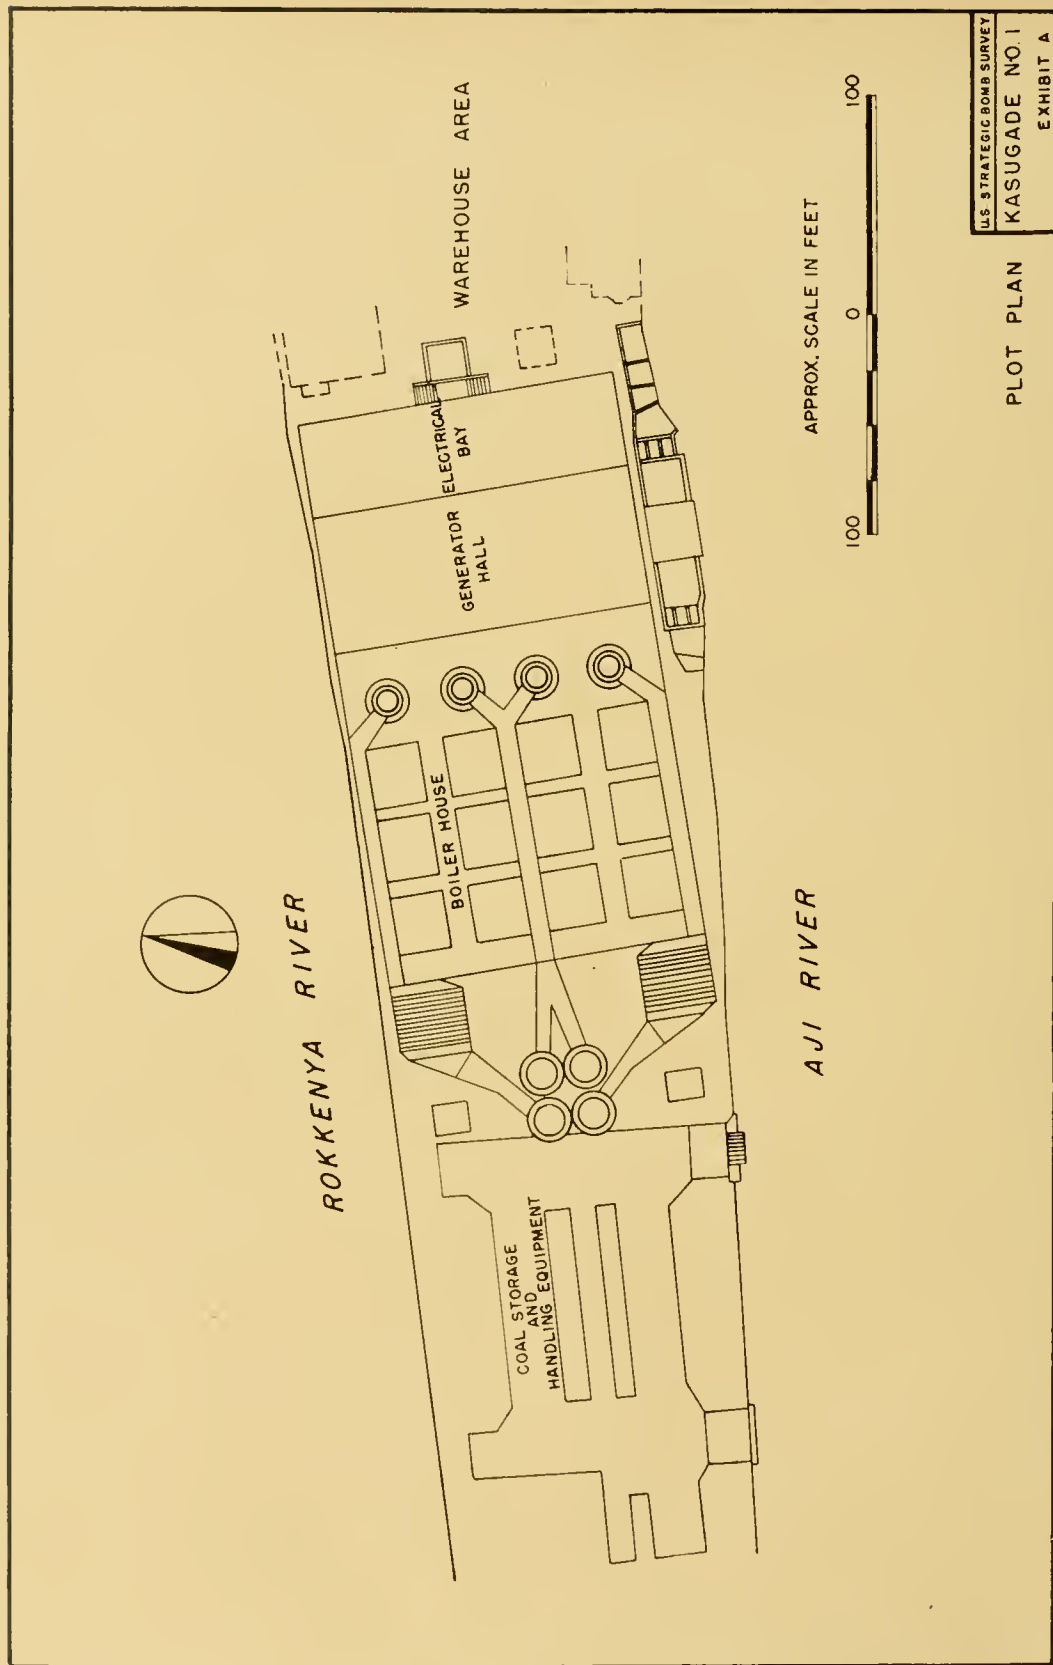 ROKKENYA RIVER
COAL STORAGE
AND
HANDLING EQUIPMENT
BOILER HOUSE
GENERATOR
HALL
ELECTRICAL
BAY
WAREHOUSE AREA
AJI RIVER
APPROX. SCALE IN FEET
100 0 100
PLOT PLAN
U.S STRATEGIC BOMB SURVEY
KASUGADE NO. 1
EXHIBIT A